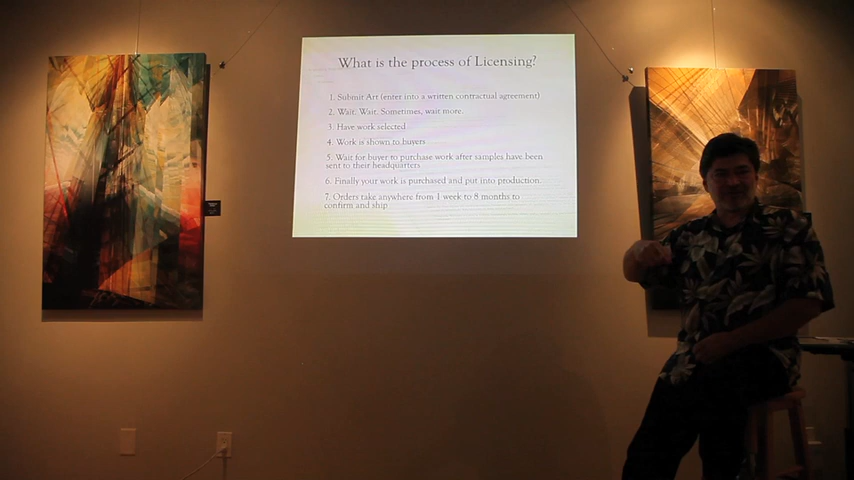 What is the process of Licensing?
1. Submit Art (enter into a written contractual agreement)
2. Wait. Wait. Sometimes, wait more.
3. Have work selected
4. Work is shown to buyers
5. Wait for buyer to purchase work after samples have been
sent to their headquarters
6. Finally your work is purchased and put into production.
7. Orders take anywhere from 1 week to 8 months to
confirm and ship